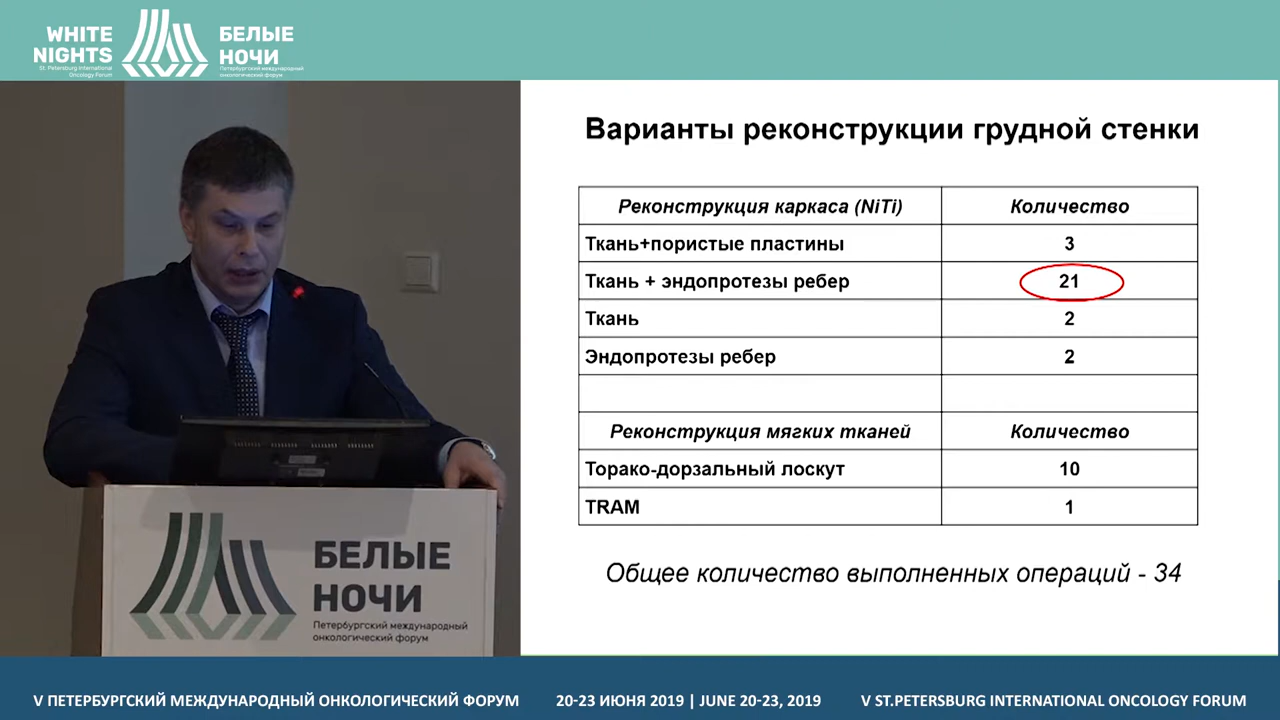 WHITE
NIGHTS
St. Petersburg International
Oncology Forum
БЕЛЫЕ
НОЧИ
Петербургский международный
онкологический форум
Варианты реконструкции грудной стенки
Реконструкция каркаса (NiTi) Количество
Ткань+пористые пластины 3
Ткань + эндопротезы ребер 21
Ткань 2
Эндопротезы ребер 2
Реконструкция мягких тканей Количество
Торако-дорзальный лоскут 10
TRAM 1
Общее количество выполненных операций - 34
БЕЛЫЕ
НОЧИ
Петербургский международный
онкологический форум
V ПЕТЕРБУРГСКИЙ МЕЖДУНАРОДНЫЙ ОНКОЛОГИЧЕСКИЙ ФОРУМ 20-23 ИЮНЯ 2019 | JUNE 20-23, 2019 V ST.PETERSBURG INTERNATIONAL ONCOLOGY FORUM